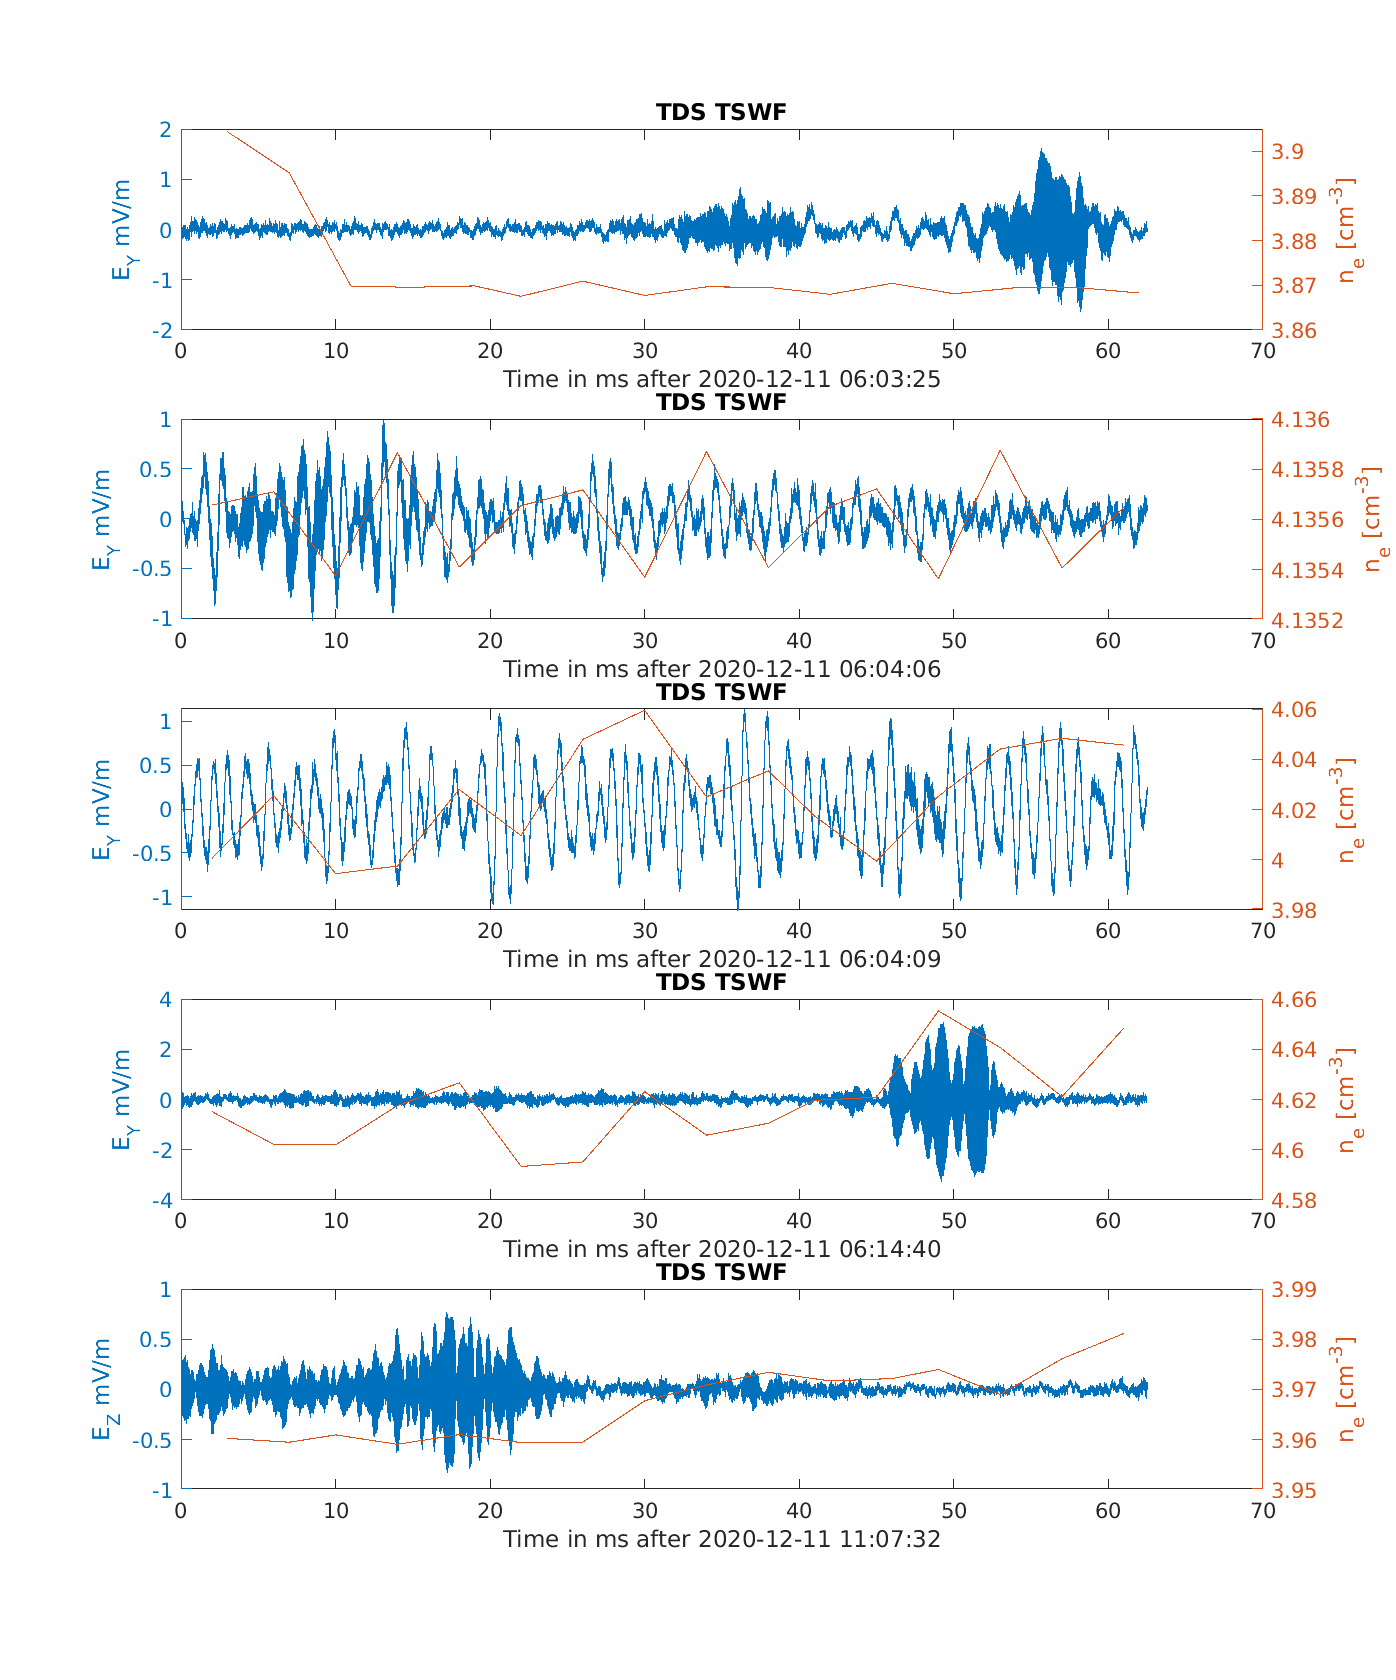 TDS TSWF
2
1
0
-1
-2
E_Y mV/m
3.9
3.89
3.88
3.87
3.86
n_e [cm^-3]
0 10 20 30 40 50 60 70
Time in ms after 2020-12-11 06:03:25
TDS TSWF
1
0.5
0
-0.5
-1
E_Y mV/m
4.136
4.1358
4.1356
4.1354
4.1352
n_e [cm^-3]
0 10 20 30 40 50 60 70
Time in ms after 2020-12-11 06:04:06
TDS TSWF
1
0.5
0
-0.5
-1
E_Y mV/m
4.06
4.04
4.02
4
3.98
n_e [cm^-3]
0 10 20 30 40 50 60 70
Time in ms after 2020-12-11 06:04:09
TDS TSWF
4
2
0
-2
-4
E_Y mV/m
4.66
4.64
4.62
4.6
4.58
n_e [cm^-3]
0 10 20 30 40 50 60 70
Time in ms after 2020-12-11 06:14:40
TDS TSWF
1
0.5
0
-0.5
-1
E_Z mV/m
3.99
3.98
3.97
3.96
3.95
n_e [cm^-3]
0 10 20 30 40 50 60 70
Time in ms after 2020-12-11 11:07:32